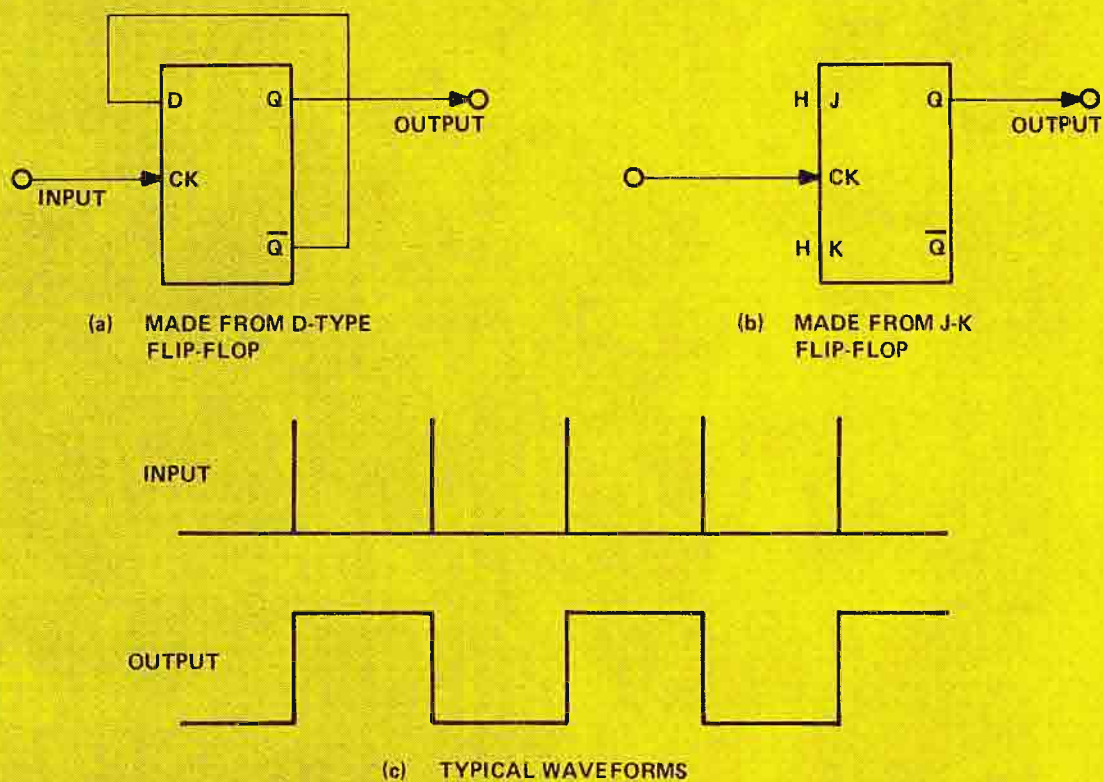 D Q
OUTPUT
INPUT
CK
Q̅
(a) MADE FROM D-TYPE
FLIP-FLOP
H J Q
OUTPUT
CK
H K Q̅
(b) MADE FROM J-K
FLIP-FLOP
INPUT
OUTPUT
(c) TYPICAL WAVEFORMS